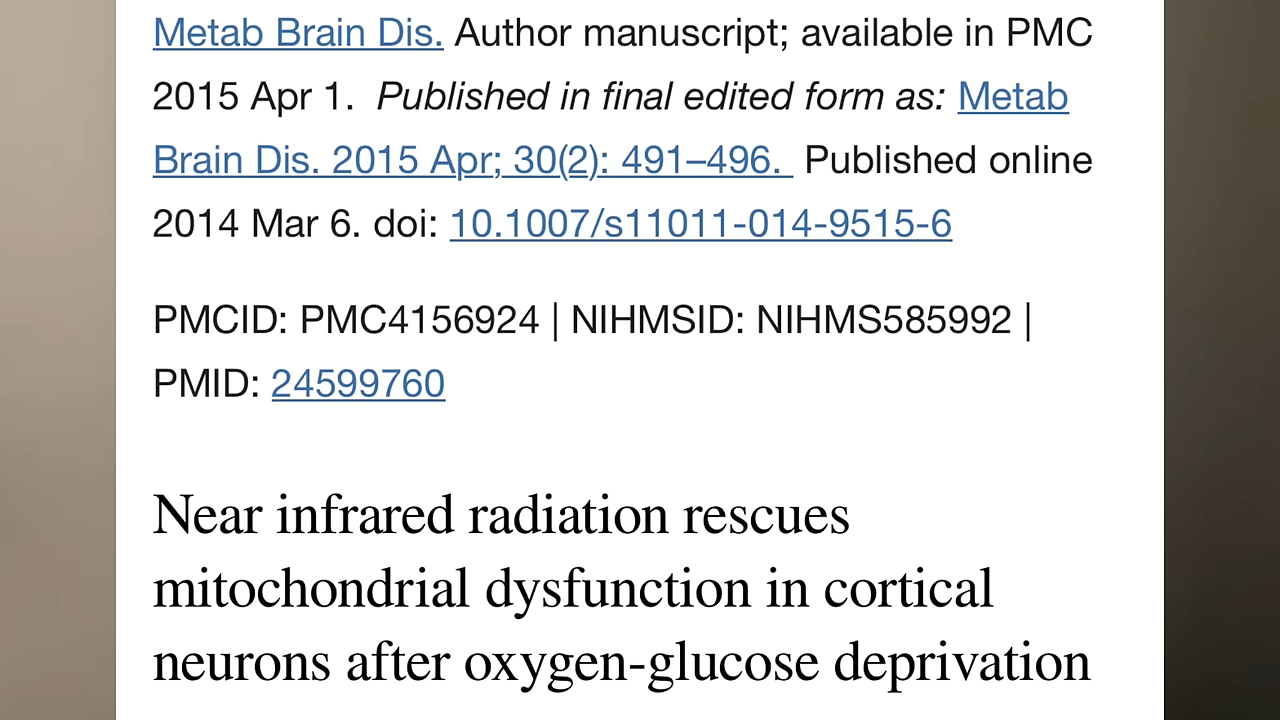 Metab Brain Dis. Author manuscript; available in PMC
2015 Apr 1. Published in final edited form as: Metab
Brain Dis. 2015 Apr; 30(2): 491–496. Published online
2014 Mar 6. doi: 10.1007/s11011-014-9515-6
PMCID: PMC4156924 | NIHMSID: NIHMS585992 |
PMID: 24599760
Near infrared radiation rescues
mitochondrial dysfunction in cortical
neurons after oxygen-glucose deprivation